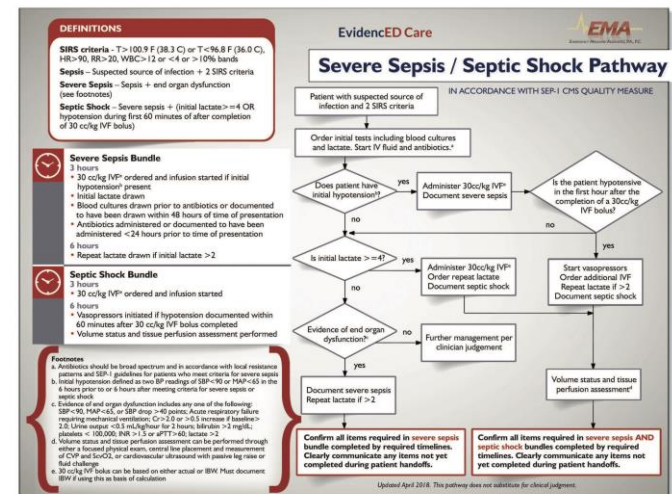 DEFINITIONS
SIRS criteria - T>100.9 F (38.3 C) or T<96.8 F (36.0 C),
HR>90, RR>20, WBC>12 or <4 or >10% bands
Sepsis – Suspected source of infection + 2 SIRS criteria
Severe Sepsis – Sepsis + end organ dysfunction
(see footnotes)
Septic Shock – Severe sepsis + (initial lactate>=4 OR
hypotension during first 60 minutes of after completion
of 30 cc/kg IVF bolus)
Severe Sepsis Bundle
3 hours
• 30 cc/kg IVFᵉ ordered and infusion started if initial
hypotensionᵇ present
• Initial lactate drawn
• Blood cultures drawn prior to antibiotics or documented
to have been drawn within 48 hours of time of presentation
• Antibiotics administered or documented to have been
administered <24 hours prior to time of presentation
6 hours
• Repeat lactate drawn if initial lactate >2
Septic Shock Bundle
3 hours
• 30 cc/kg IVFᵉ ordered and infusion started
6 hours
• Vasopressors initiated if hypotension documented within
60 minutes after 30 cc/kg IVF bolus completed
• Volume status and tissue perfusion assessment performed
Footnotes
a. Antibiotics should be broad spectrum and in accordance with local resistance
patterns and SEP-1 guidelines for patients who meet criteria for severe sepsis
b. Initial hypotension defined as two BP readings of SBP<90 or MAP<65 in the
6 hours prior to or 6 hours after meeting criteria for severe sepsis or
septic shock
c. Evidence of end organ dysfunction includes any one of the following:
SBP<90, MAP<65, or SBP drop >40 points; Acute respiratory failure
requiring mechanical ventilation; Cr>2.0 or >0.5 increase if baseline>
2.0; Urine output <0.5 mL/kg/hour for 2 hours; bilirubin >2 mg/dL;
platelets < 100,000; INR >1.5 or aPTT>60; lactate >2
d. Volume status and tissue perfusion assessment can be performed through
either a focused physical exam, central line placement and measurement
of CVP and ScvO2, or cardiovascular ultrasound with passive leg raise or
fluid challenge
e. 30 cc/kg IVF bolus can be based on either actual or IBW. Must document
IBW if using this as basis of calculation
EvidencED Care
EMA
Severe Sepsis / Septic Shock Pathway
IN ACCORDANCE WITH SEP-1 CMS QUALITY MEASURE
Patient with suspected source of
infection and 2 SIRS criteria
Order initial tests including blood cultures
and lactate. Start IV fluid and antibiotics.ᵃ
Does patient have
initial hypotensionᵇ?
yes
Administer 30cc/kg IVFᵉ
Document severe sepsis
Is the patient hypotensive
in the first hour after the
completion of a 30cc/kg
IVF bolus?
no
no
yes
Is initial lactate >=4?
yes
Administer 30cc/kg IVFᵉ
Order repeat lactate
Document septic shock
Start vasopressors
Order additional IVF
Repeat lactate if >2
Document septic shock
no
Evidence of end organ
dysfunction?ᶜ
no
Further management per
clinician judgement
yes
Document severe sepsis
Repeat lactate if >2
Volume status and tissue
perfusion assessmentᵈ
Confirm all items required in severe sepsis
bundle completed by required timelines.
Clearly communicate any items not yet
completed during patient handoffs.
Confirm all items required in severe sepsis AND
septic shock bundles completed by required
timelines. Clearly communicate any items not
yet completed during patient handoffs.
Updated April 2018. This pathway does not substitute for clinical judgment.